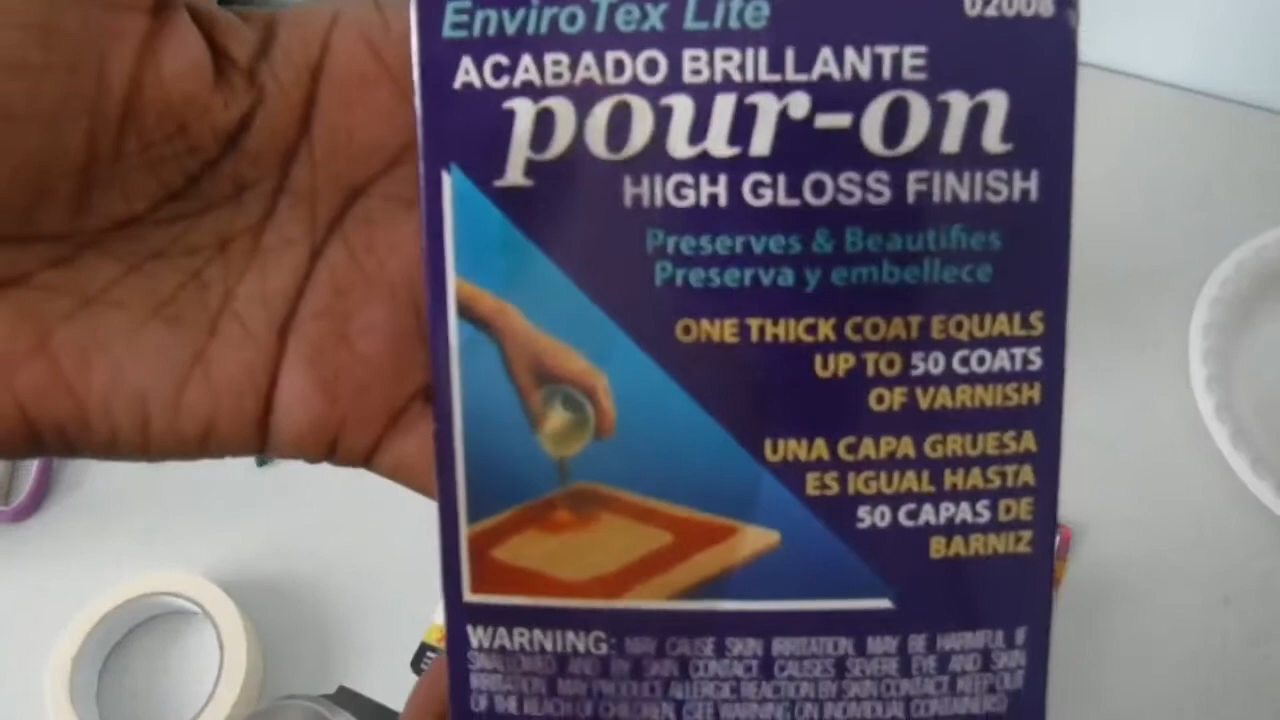 EnviroTex Lite
02008
ACABADO BRILLANTE
pour-on
HIGH GLOSS FINISH
Preserves & Beautifies
Preserva y embellece
ONE THICK COAT EQUALS
UP TO 50 COATS
OF VARNISH
UNA CAPA GRUESA
ES IGUAL HASTA
50 CAPAS DE
BARNIZ
WARNING: MAY CAUSE SKIN IRRITATION. MAY BE HARMFUL IF
SWALLOWED AND BY SKIN CONTACT. CAUSES SEVERE EYE AND SKIN
IRRITATION. MAY PRODUCE ALLERGIC REACTION BY SKIN CONTACT. KEEP OUT
OF THE REACH OF CHILDREN. (SEE WARNING ON INDIVIDUAL CONTAINERS)